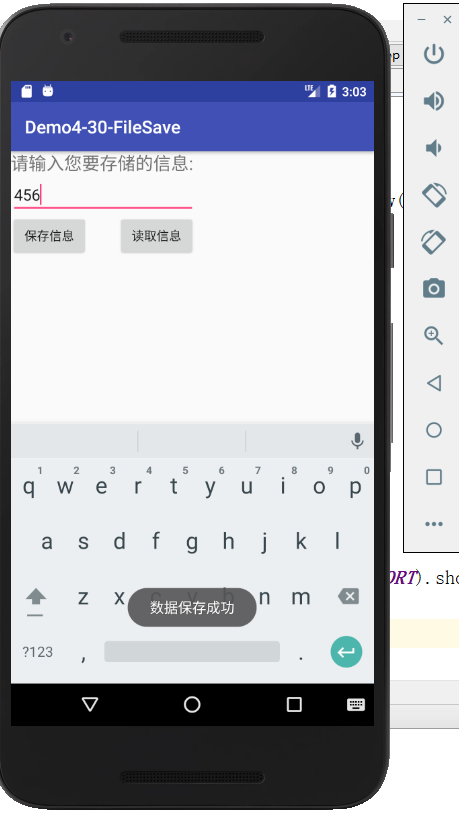 LTE 3:03
Demo4-30-FileSave
请输入您要存储的信息:
456
保存信息 读取信息
1 2 3 4 5 6 7 8 9 0
q w e r t y u i o p
a s d f g h j k l
z x c v b n m
数据保存成功
?123 , .
ORT).sho